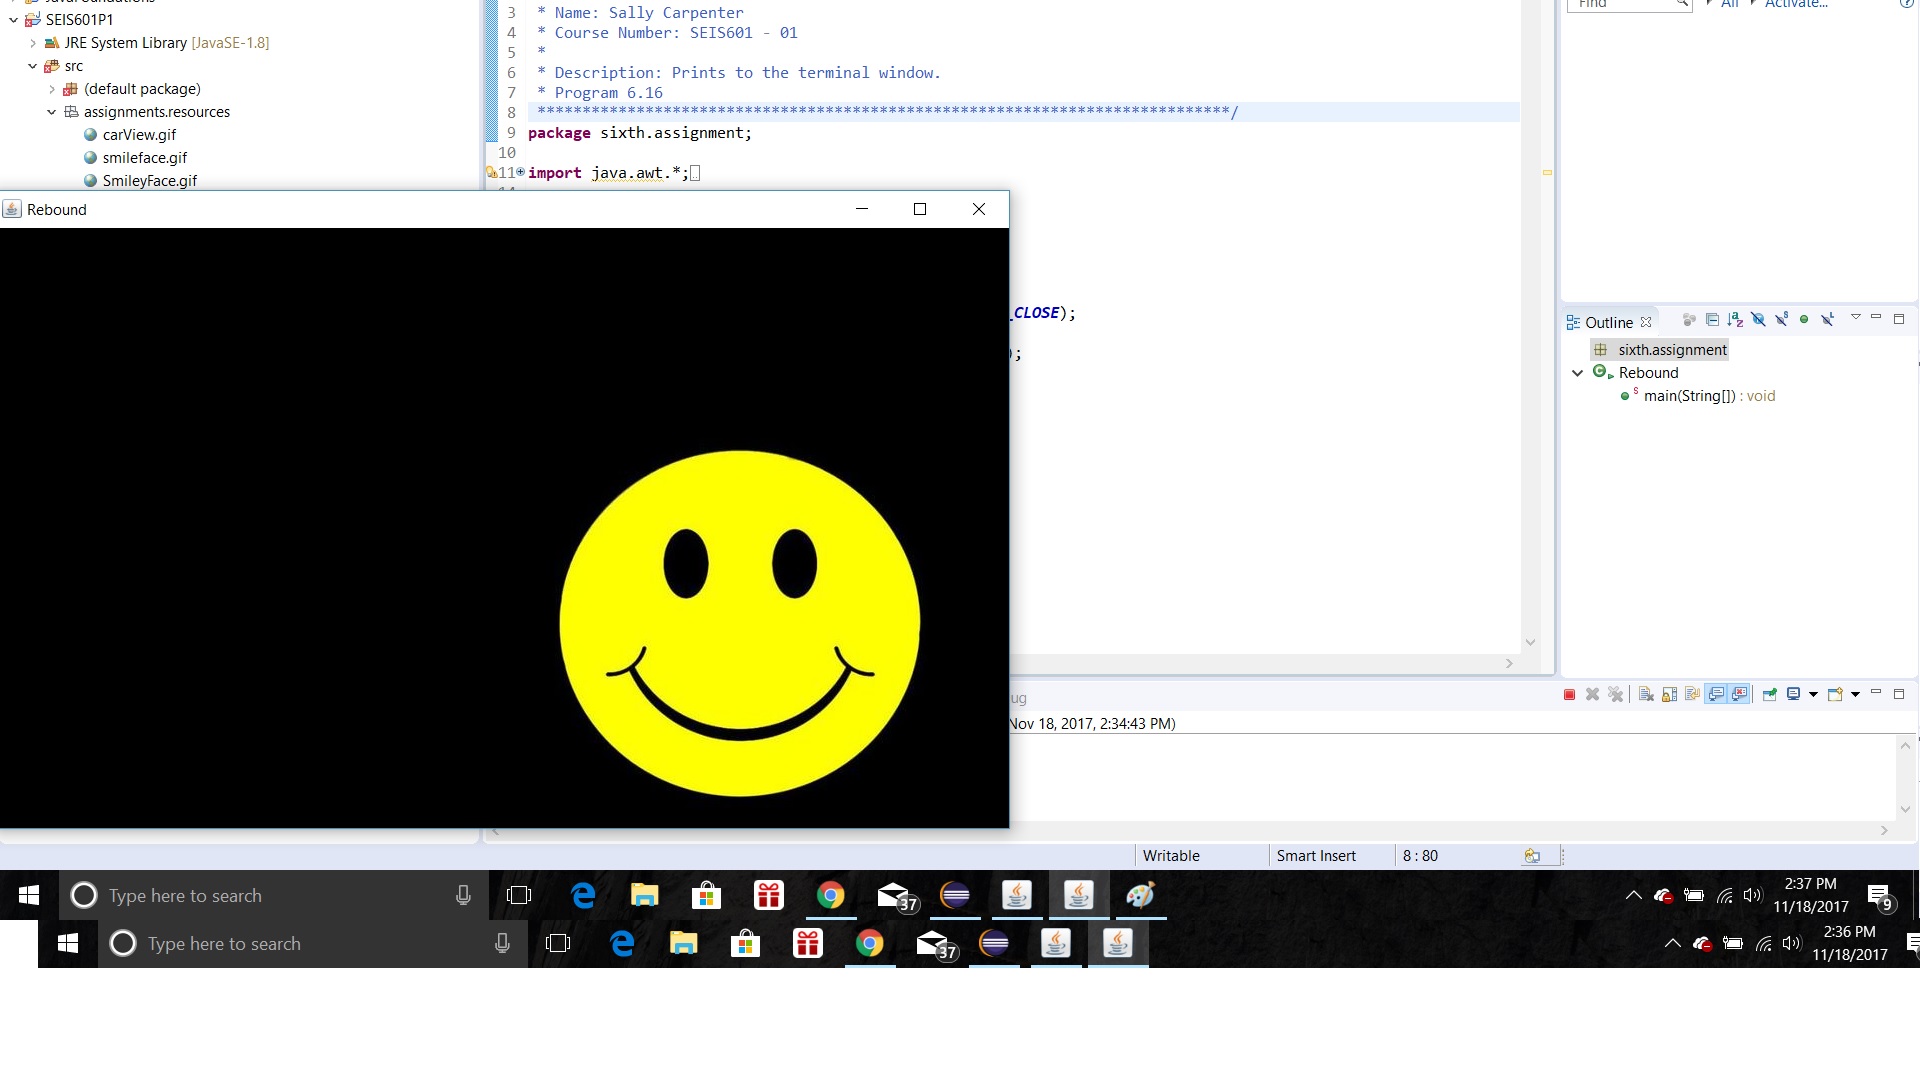 SEIS601P1
JRE System Library [JavaSE-1.8]
src
(default package)
assignments.resources
carView.gif
smileface.gif
SmileyFace.gif
3 * Name: Sally Carpenter
4 * Course Number: SEIS601 - 01
5 *
6 * Description: Prints to the terminal window.
7 * Program 6.16
8 *****************************************************************************/
9 package sixth.assignment;
10
11 import java.awt.*;
Rebound
_CLOSE);
);
Find
All
Activate...
Outline
sixth.assignment
Rebound
main(String[]) : void
ug
Nov 18, 2017, 2:34:43 PM)
Writable
Smart Insert
8 : 80
Type here to search
37
2:37 PM
11/18/2017
9
Type here to search
37
2:36 PM
11/18/2017